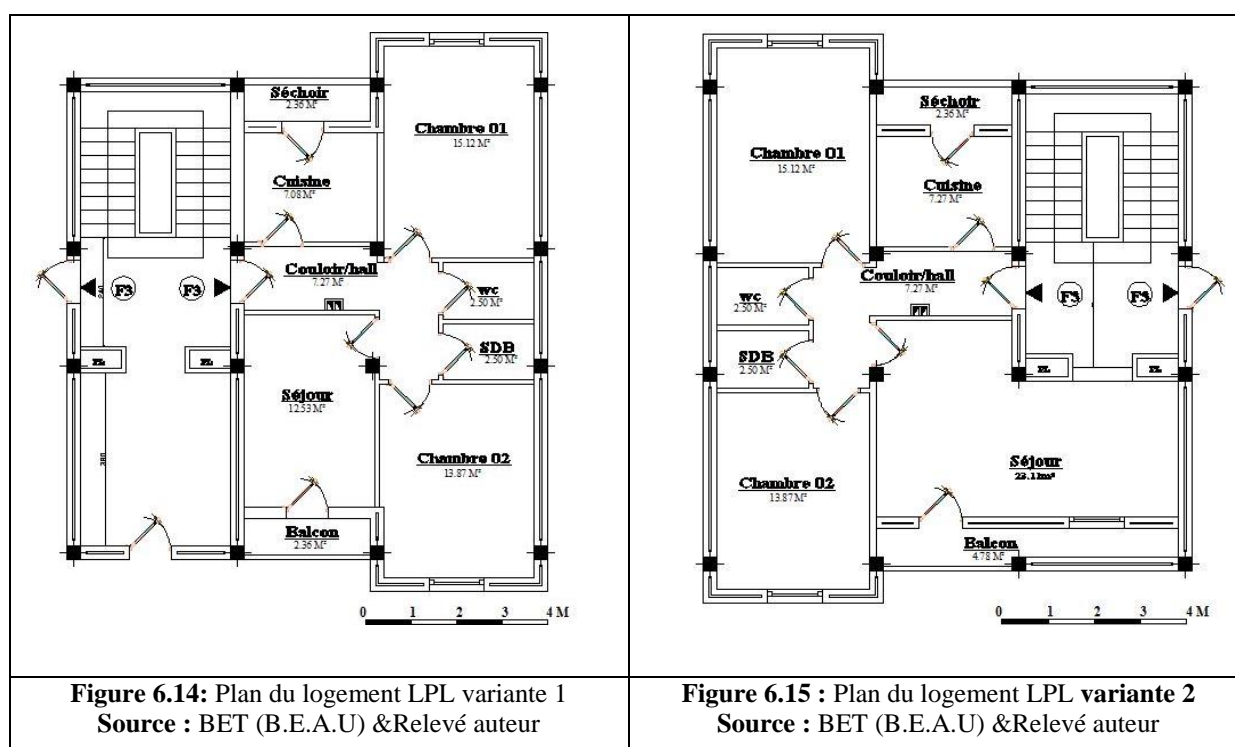 Séchoir
2.36 M²
Chambre 01
15.12 M²
Cuisine
7.08 M²
Couloir/hall
7.27 M²
F3
F3
240
wc
2.50 M²
SDB
2.50 M²
Séjour
12.53 M²
Chambre 02
13.87 M²
380
Balcon
2.36 M²
0 1 2 3 4 M
Séchoir
2.36 M²
Chambre 01
15.12 M²
Cuisine
7.27 M²
Couloir/hall
7.27 M²
F3
F3
wc
2.50 M²
SDB
2.50 M²
Séjour
Chambre 02
13.87 M²
Balcon
4.78 M²
0 1 2 3 4 M
Figure 6.14: Plan du logement LPL variante 1
Source : BET (B.E.A.U) &Relevé auteur
Figure 6.15 : Plan du logement LPL variante 2
Source : BET (B.E.A.U) &Relevé auteur